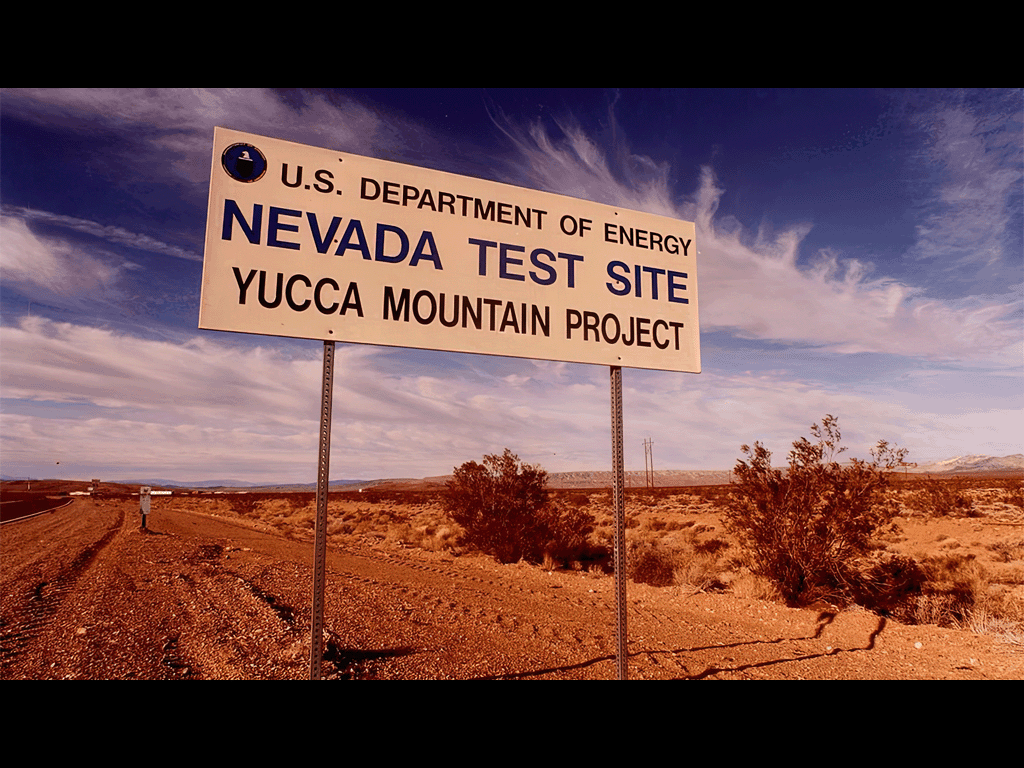 U.S. DEPARTMENT OF ENERGY
NEVADA TEST SITE
YUCCA MOUNTAIN PROJECT